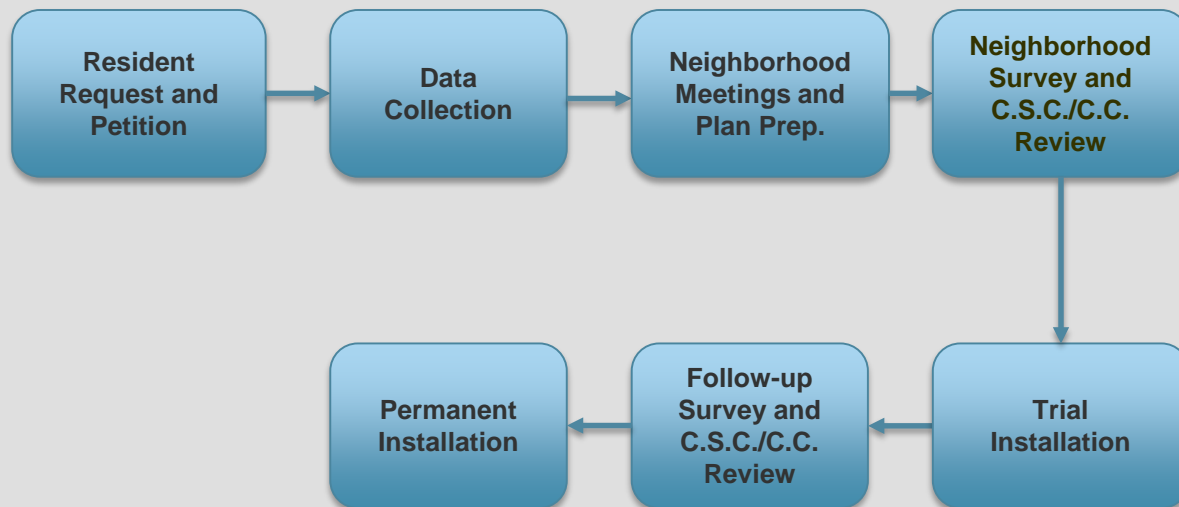 Resident
Request and
Petition
Data
Collection
Neighborhood
Meetings and
Plan Prep.
Neighborhood
Survey and
C.S.C./C.C.
Review
Trial
Installation
Follow-up
Survey and
C.S.C./C.C.
Review
Permanent
Installation